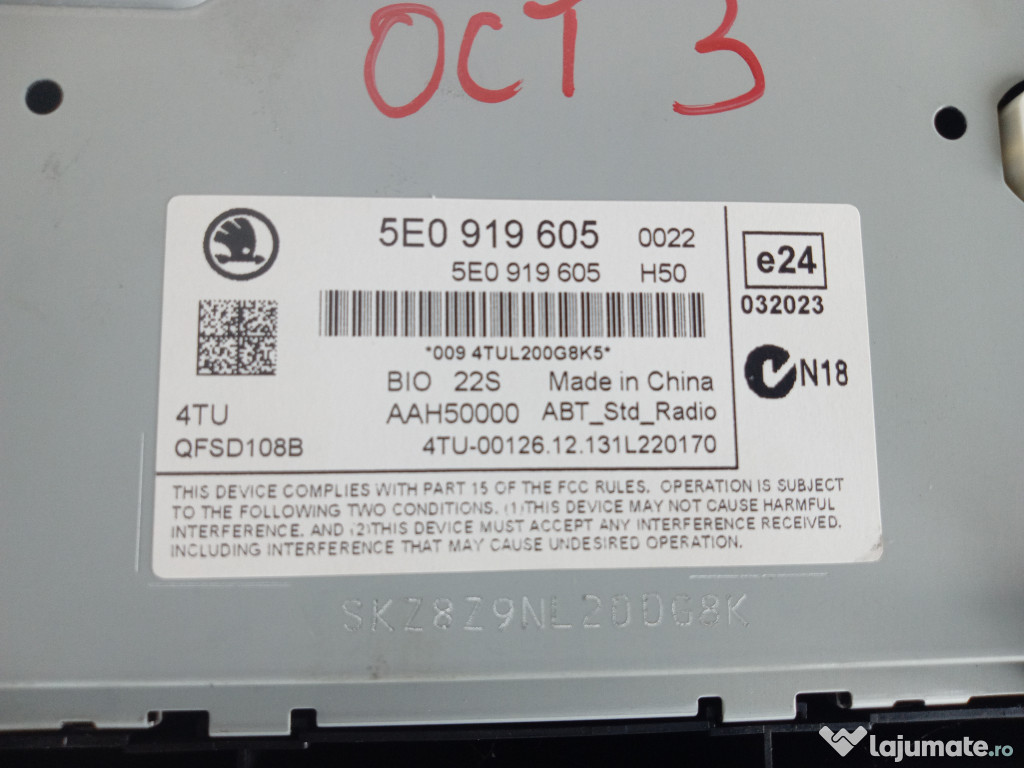 OCT 3
5E0 919 605 0022
5E0 919 605 H50
e24
032023
*009 4TUL200G8K5*
BIO 22S Made in China
N18
4TU AAH50000 ABT_Std_Radio
QFSD108B 4TU-00126.12.131L220170
THIS DEVICE COMPLIES WITH PART 15 OF THE FCC RULES. OPERATION IS SUBJECT
TO THE FOLLOWING TWO CONDITIONS. (1)THIS DEVICE MAY NOT CAUSE HARMFUL
INTERFERENCE. AND (2)THIS DEVICE MUST ACCEPT ANY INTERFERENCE RECEIVED.
INCLUDING INTERFERENCE THAT MAY CAUSE UNDESIRED OPERATION.
SKZ8Z9NL200G8K
lajumate.ro